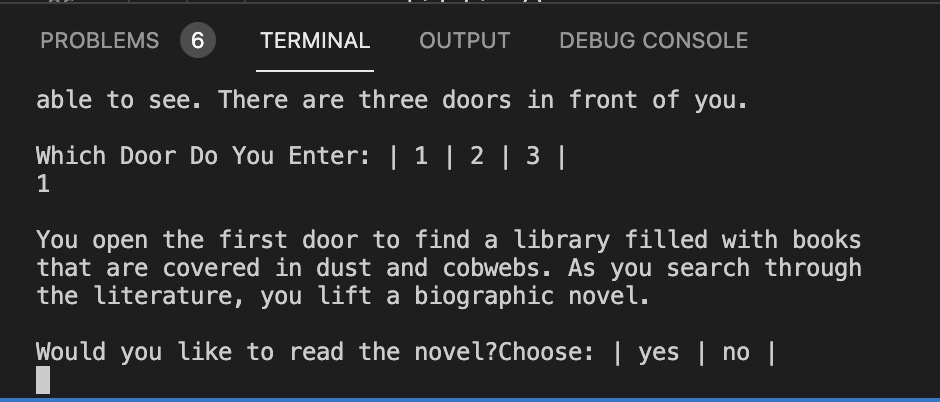 PROBLEMS 6 TERMINAL OUTPUT DEBUG CONSOLE
able to see. There are three doors in front of you.
Which Door Do You Enter: | 1 | 2 | 3 |
1
You open the first door to find a library filled with books
that are covered in dust and cobwebs. As you search through
the literature, you lift a biographic novel.
Would you like to read the novel?Choose: | yes | no |